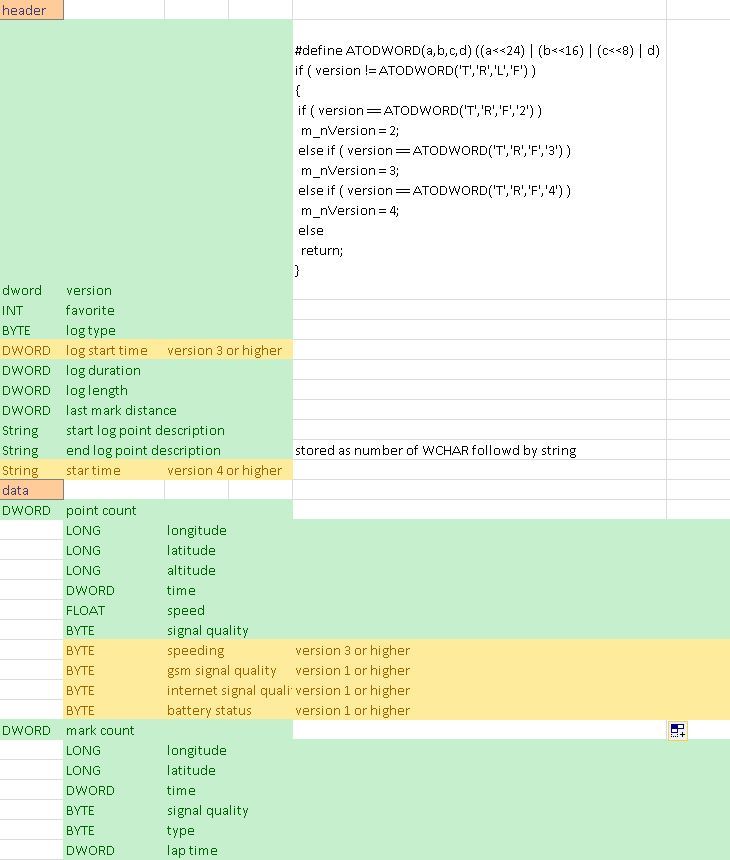 header
#define ATODWORD(a,b,c,d) ((a<<24) | (b<<16) | (c<<8) | d)
if ( version != ATODWORD('T','R','L','F') )
{
if ( version == ATODWORD('T','R','F','2') )
m_nVersion = 2;
else if ( version == ATODWORD('T','R','F','3') )
m_nVersion = 3;
else if ( version == ATODWORD('T','R','F','4') )
m_nVersion = 4;
else
return;
}
dword version
INT favorite
BYTE log type
DWORD log start time version 3 or higher
DWORD log duration
DWORD log length
DWORD last mark distance
String start log point description
String end log point description stored as number of WCHAR followd by string
String star time version 4 or higher
data
DWORD point count
LONG longitude
LONG latitude
LONG altitude
DWORD time
FLOAT speed
BYTE signal quality
BYTE speeding version 3 or higher
BYTE gsm signal quality version 1 or higher
BYTE internet signal quali version 1 or higher
BYTE battery status version 1 or higher
DWORD mark count
LONG longitude
LONG latitude
DWORD time
BYTE signal quality
BYTE type
DWORD lap time